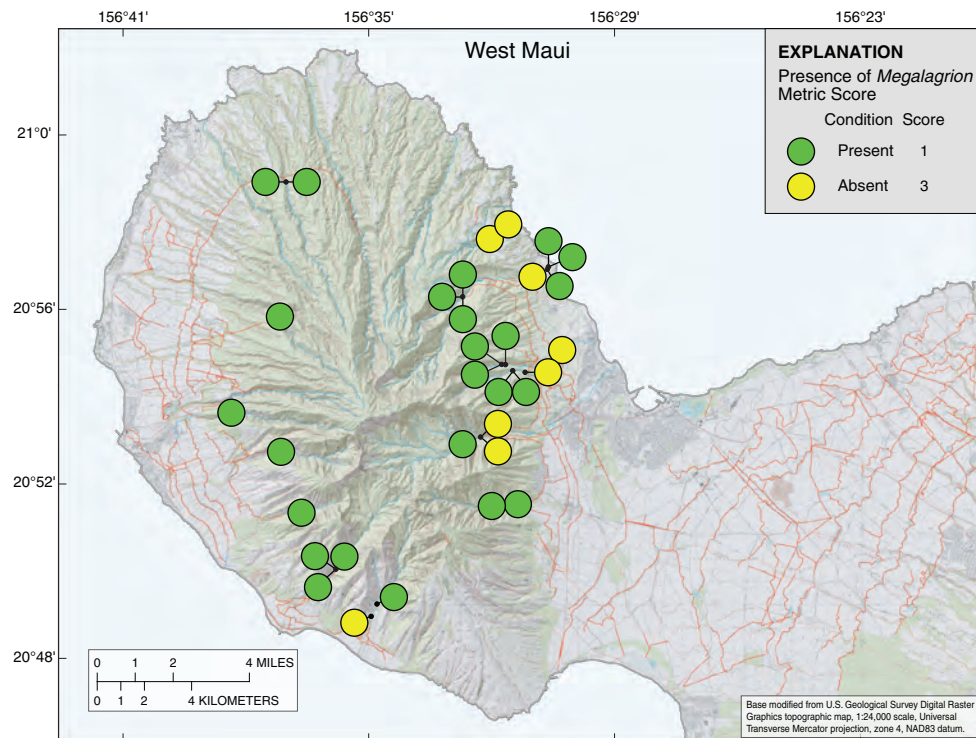 156°41' 156°35' 156°29' 156°23'
West Maui
EXPLANATION
Presence of Megalagrion
Metric Score
Condition Score
Present 1
Absent 3
21°0'
20°56'
20°52'
20°48'
0 1 2 4 MILES
0 1 2 4 KILOMETERS
Base modified from U.S. Geological Survey Digital Raster
Graphics topographic map, 1:24,000 scale, Universal
Transverse Mercator projection, zone 4, NAD83 datum.